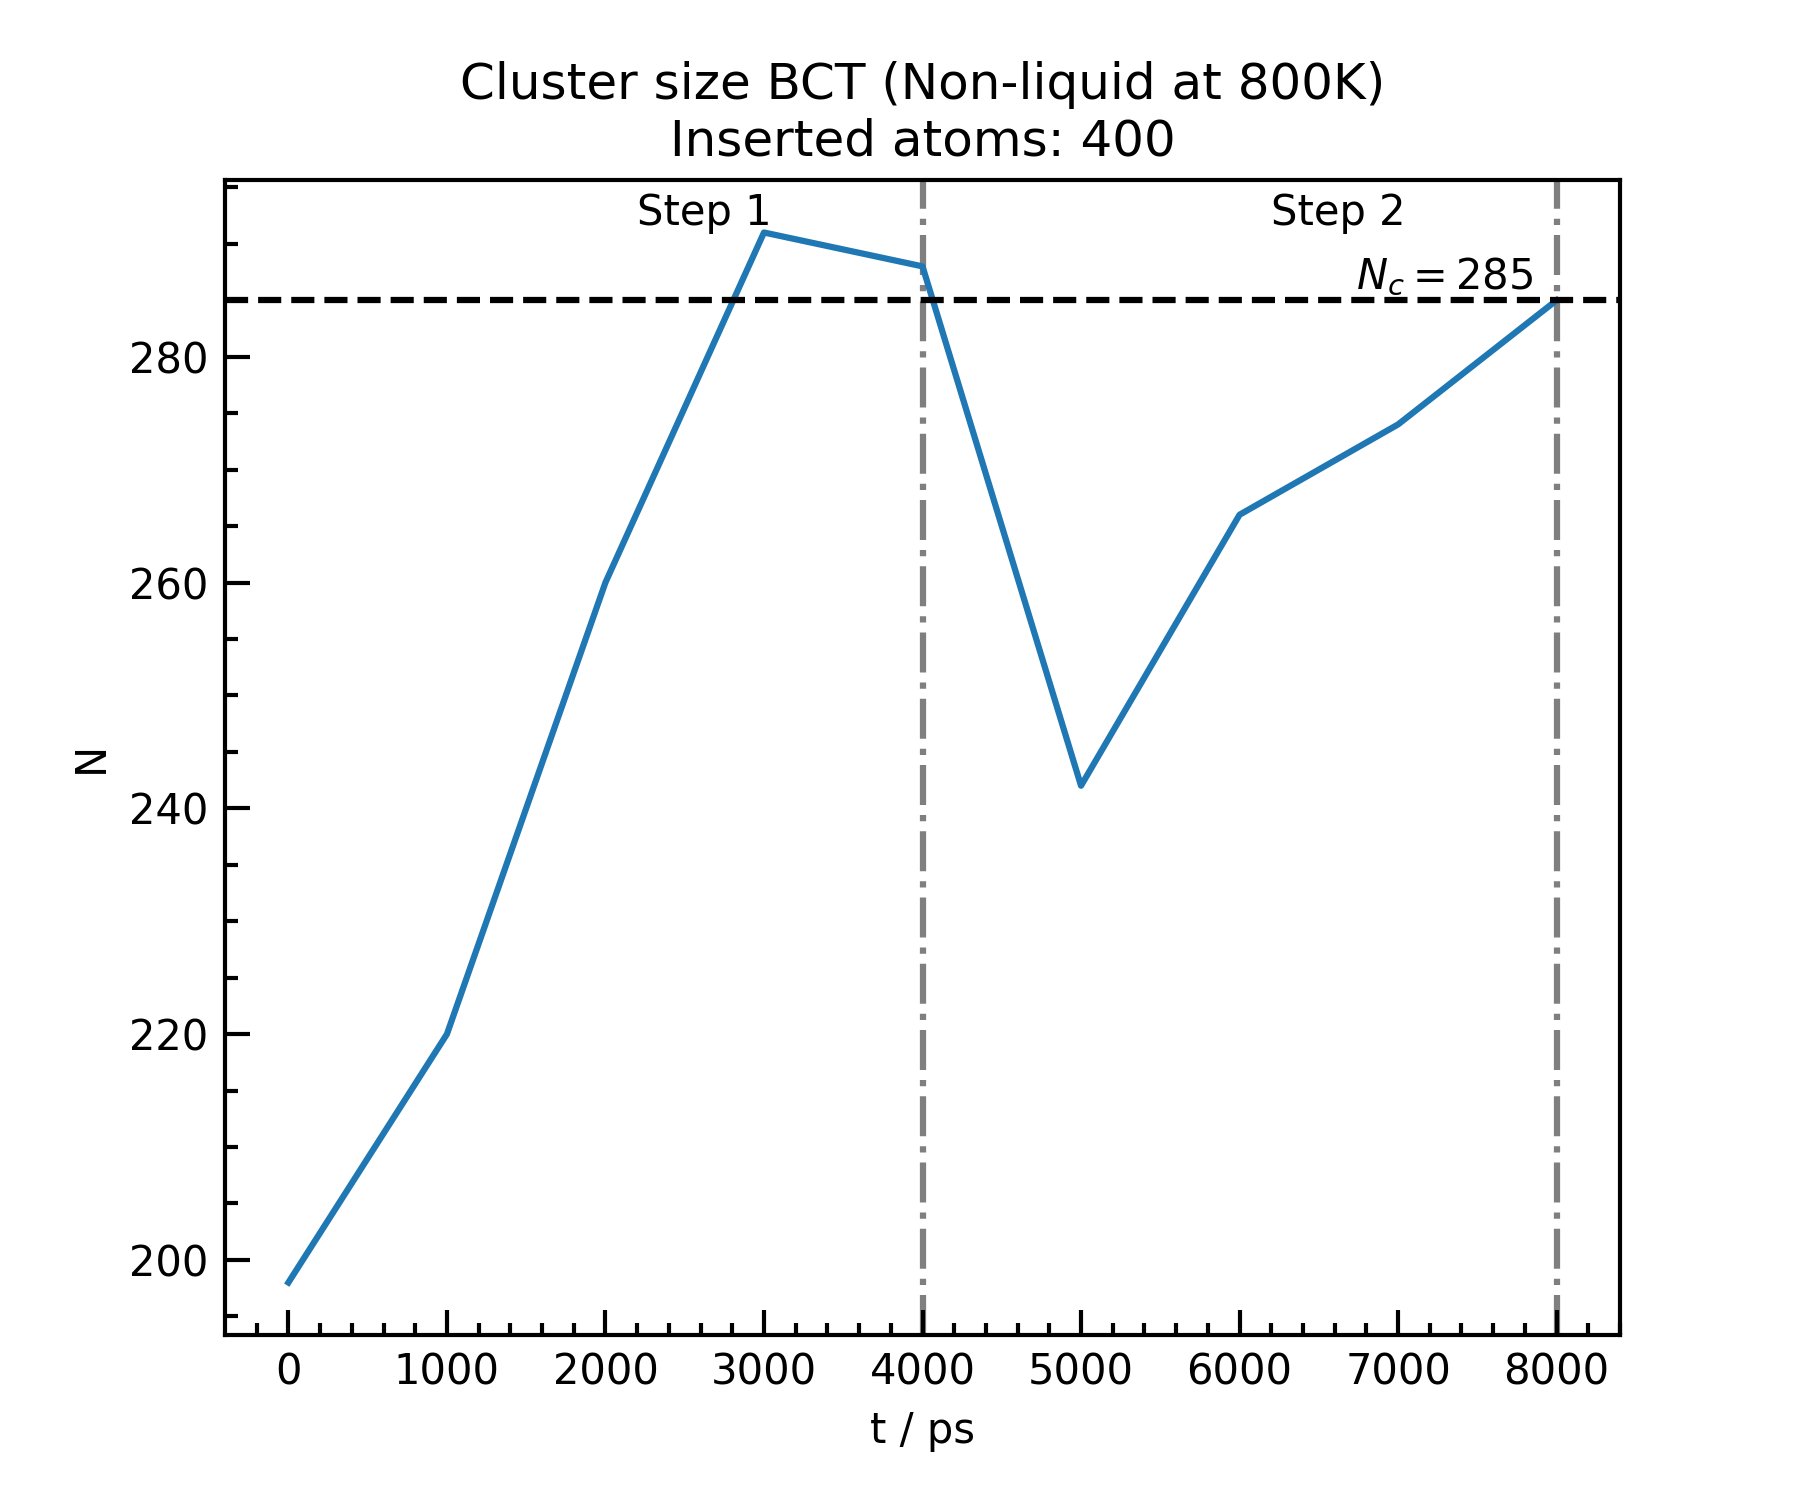 Cluster size BCT (Non-liquid at 800K)
Inserted atoms: 400
Step 1
Step 2
N_c = 285
280
260
240
220
200
N
0 1000 2000 3000 4000 5000 6000 7000 8000
t / ps